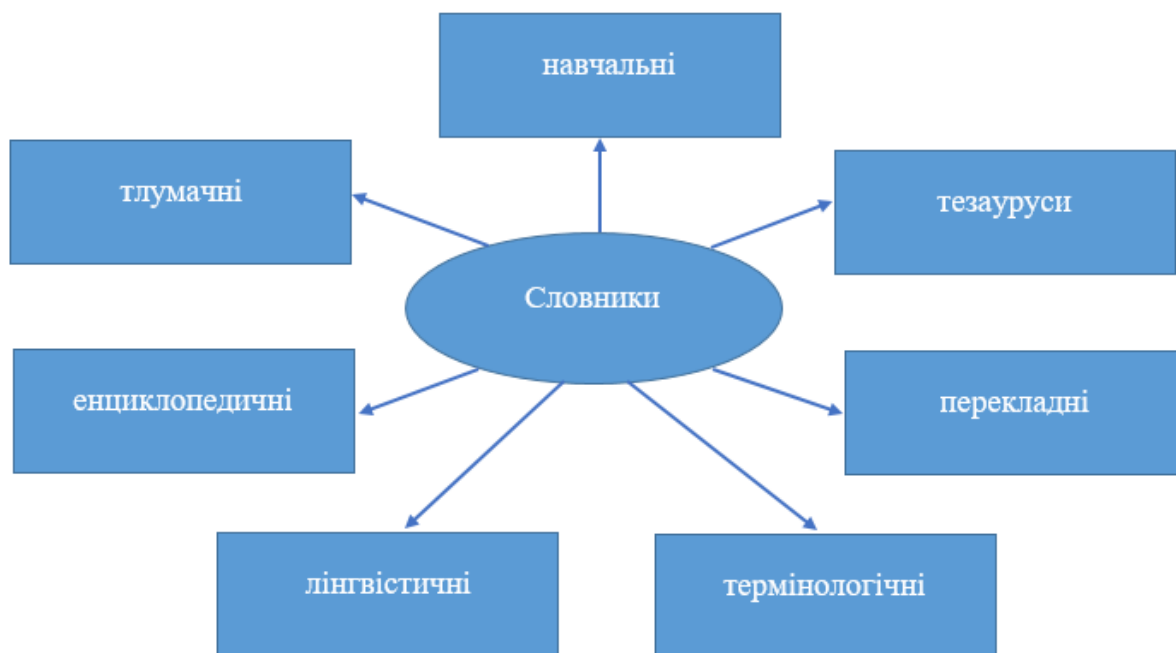 навчальні
тлумачні
тезауруси
Словники
енциклопедичні
перекладні
лінгвістичні
термінологічні